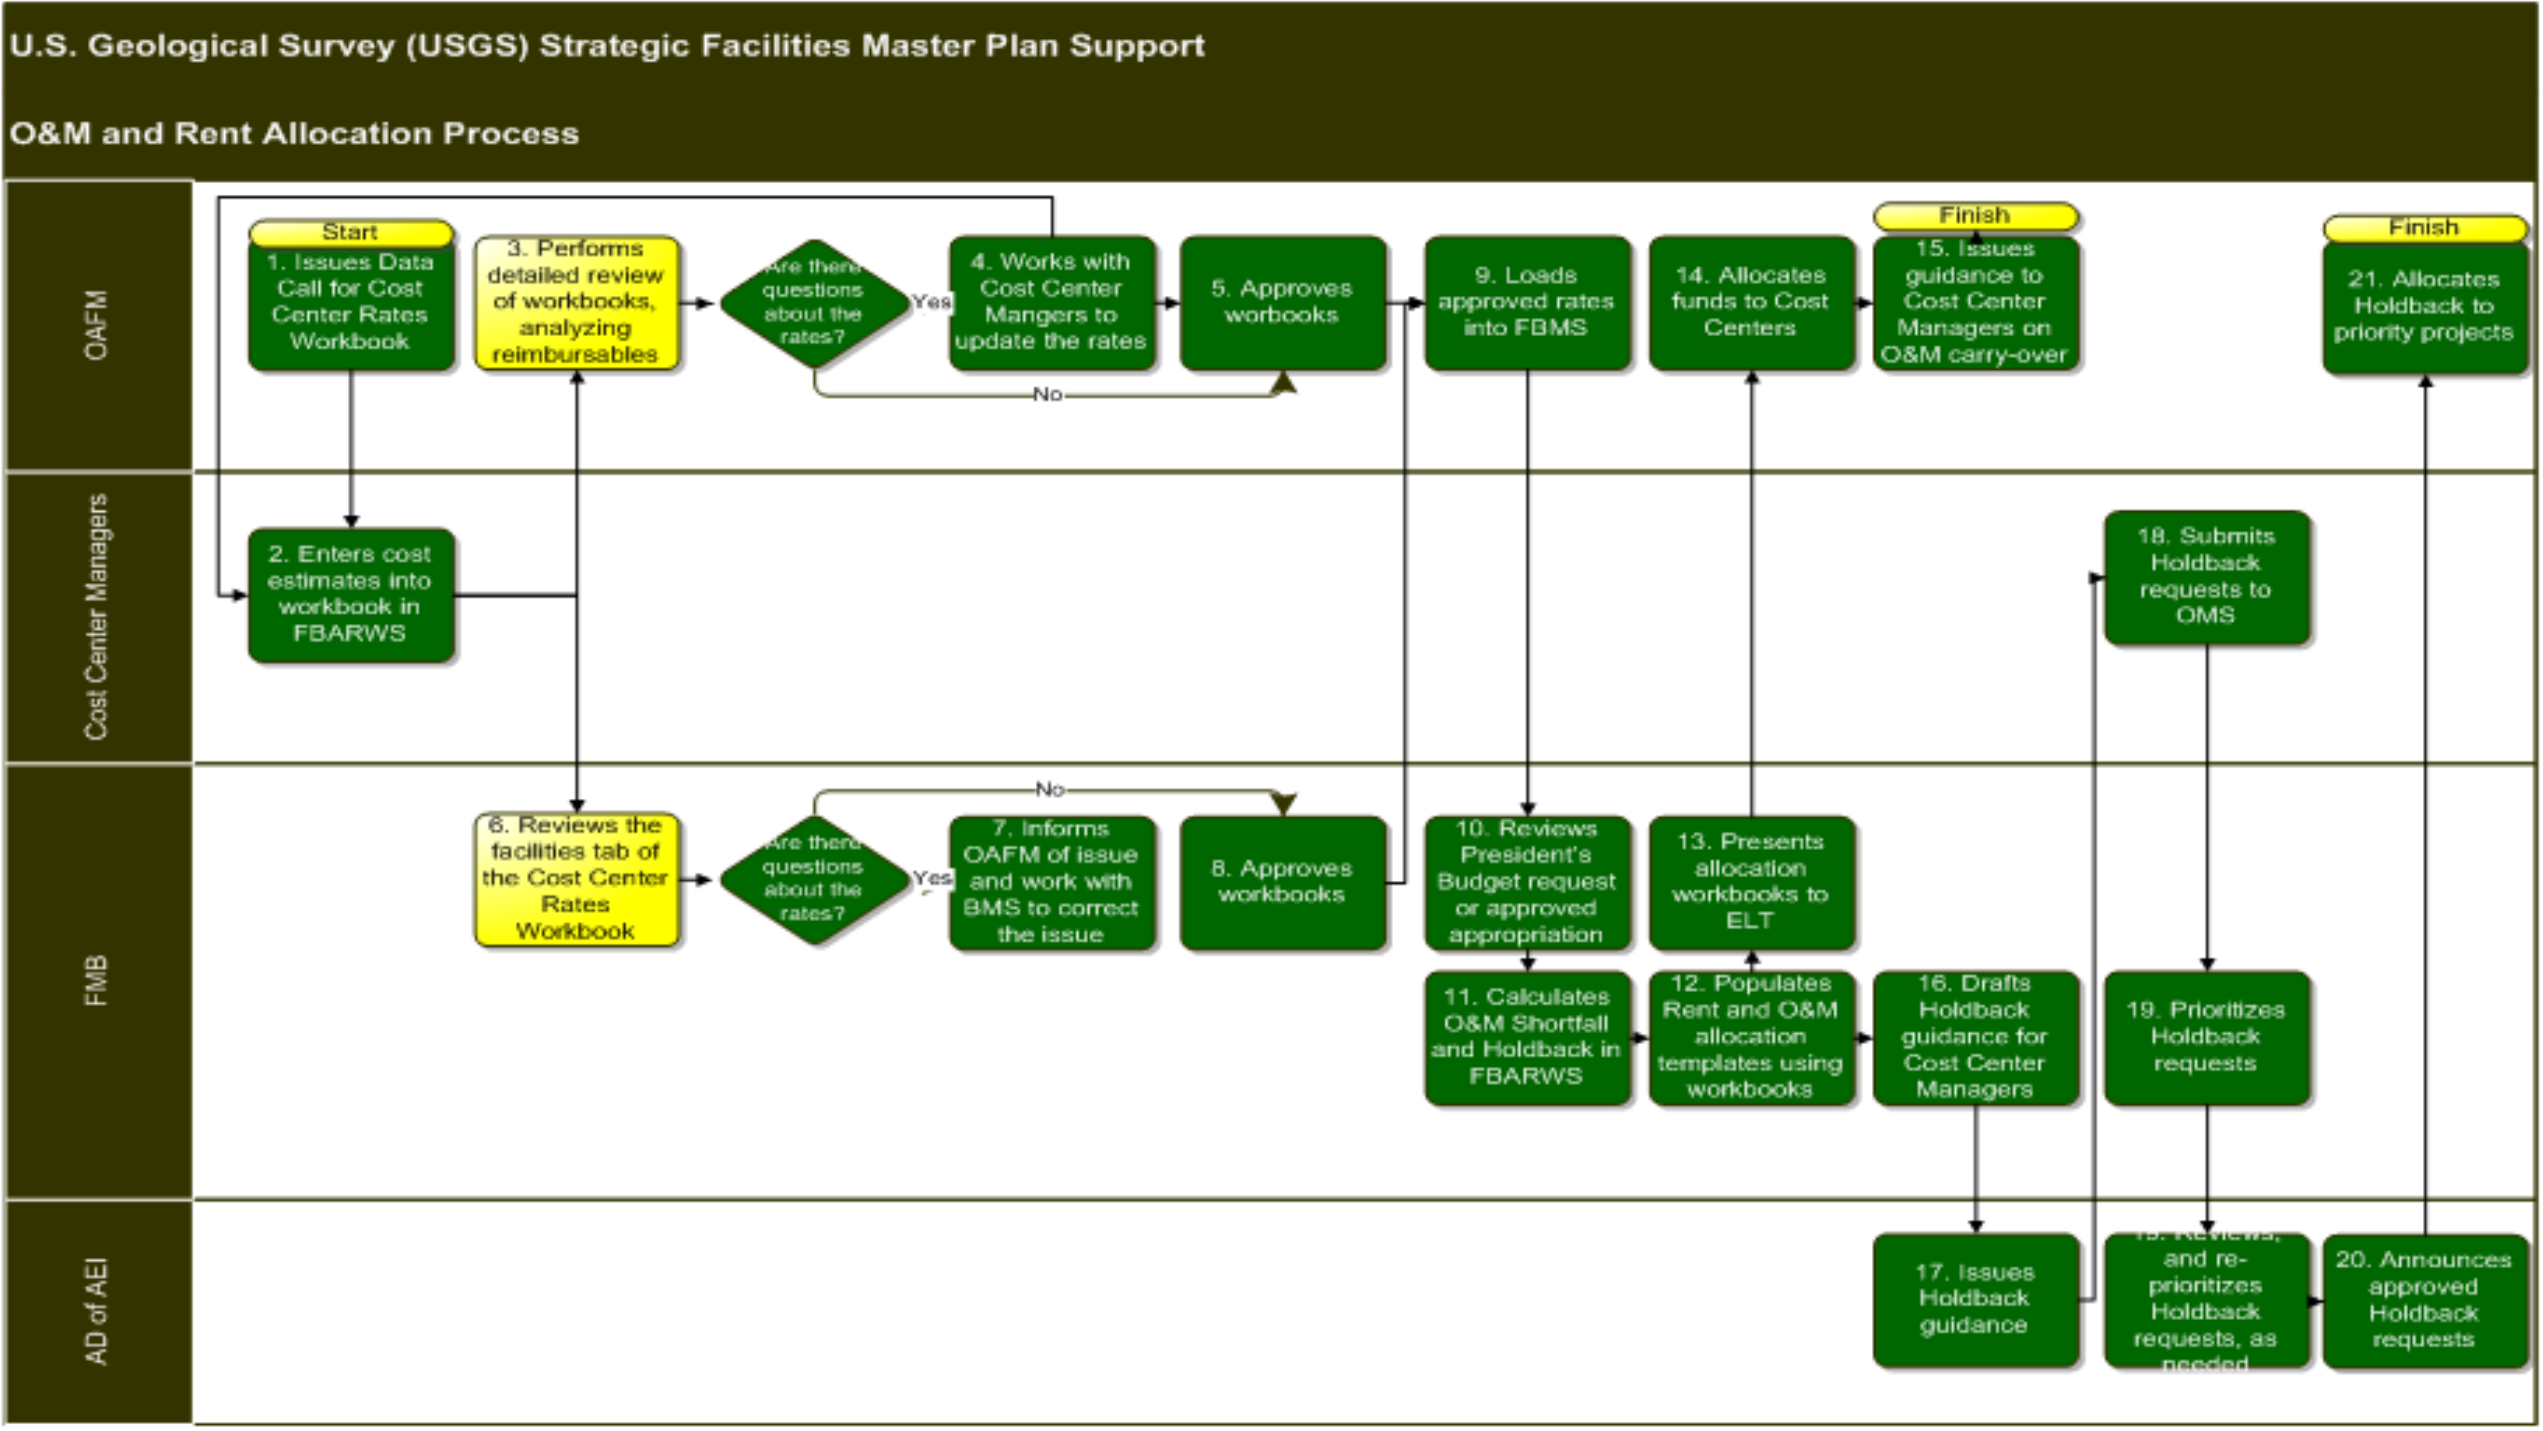 U.S. Geological Survey (USGS) Strategic Facilities Master Plan Support
O&M and Rent Allocation Process
OAFM
Start
1. Issues Data
Call for Cost
Center Rates
Workbook
3. Performs
detailed review
of workbooks,
analyzing
reimbursables
Are there
questions
about the
rates?
Yes
No
4. Works with
Cost Center
Mangers to
update the rates
5. Approves
worbooks
9. Loads
approved rates
into FBMS
14. Allocates
funds to Cost
Centers
Finish
15. Issues
guidance to
Cost Center
Managers on
O&M carry-over
Finish
21. Allocates
Holdback to
priority projects
Cost Center Managers
2. Enters cost
estimates into
workbook in
FBARWS
18. Submits
Holdback
requests to
OMS
FMB
6. Reviews the
facilities tab of
the Cost Center
Rates
Workbook
Are there
questions
about the
rates?
Yes
No
7. Informs
OAFM of issue
and work with
BMS to correct
the issue
8. Approves
workbooks
10. Reviews
President's
Budget request
or approved
appropriation
13. Presents
allocation
workbooks to
ELT
11. Calculates
O&M Shortfall
and Holdback in
FBARWS
12. Populates
Rent and O&M
allocation
templates using
workbooks
16. Drafts
Holdback
guidance for
Cost Center
Managers
19. Prioritizes
Holdback
requests
AD of AEI
17. Issues
Holdback
guidance
Reviews,
and re-
prioritizes
Holdback
requests, as
needed
20. Announces
approved
Holdback
requests